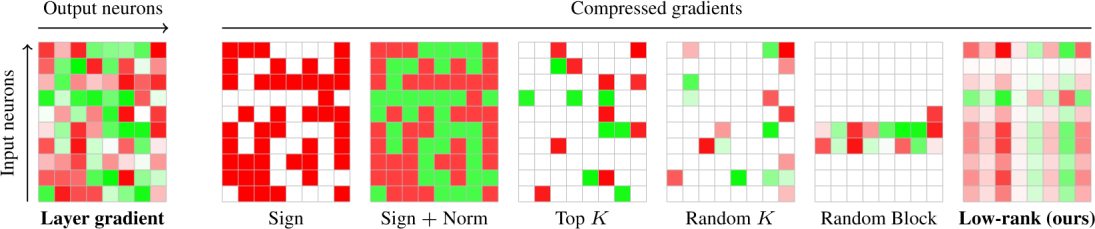 Output neurons
Compressed gradients
Input neurons
Layer gradient
Sign
Sign + Norm
Top K
Random K
Random Block
Low-rank (ours)